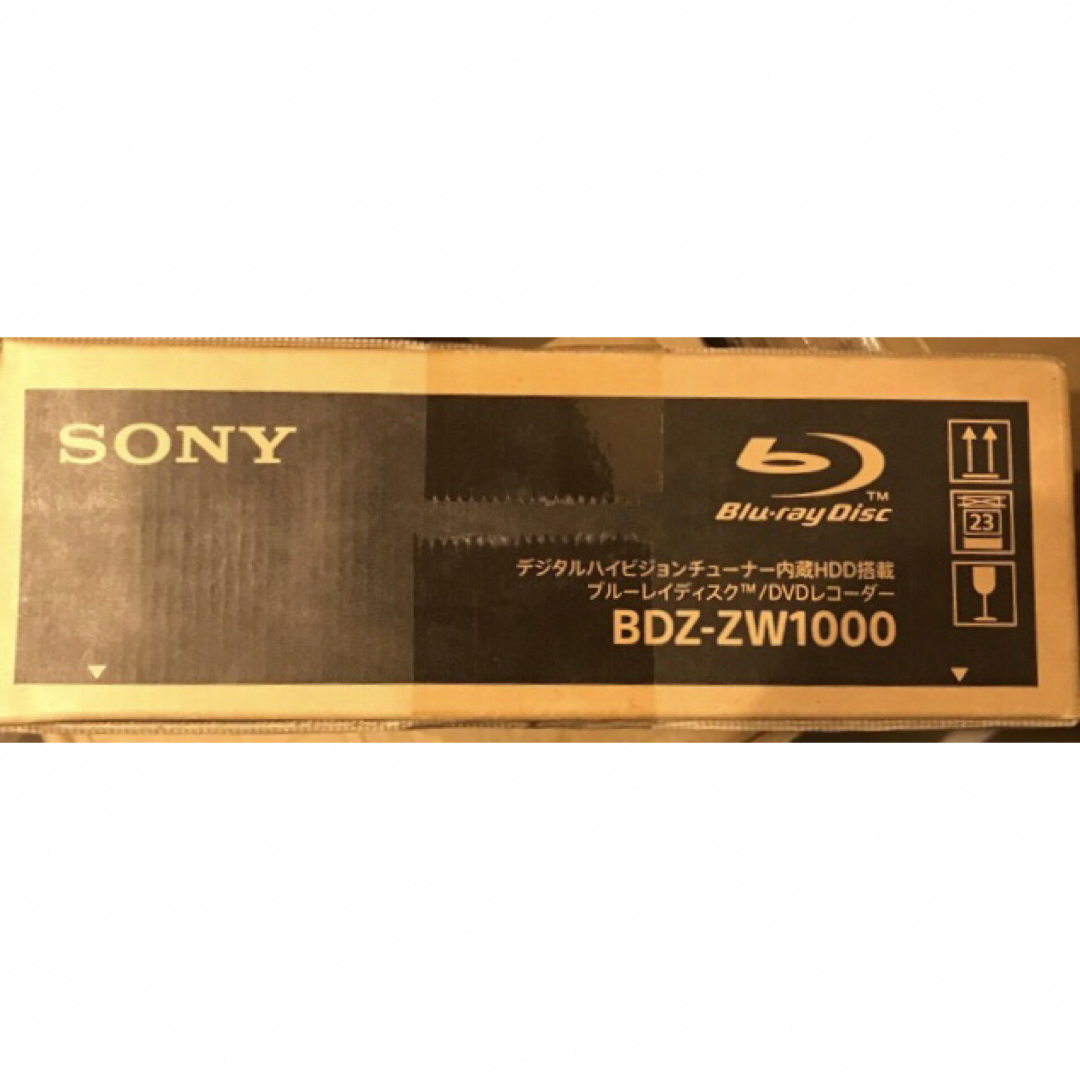 SONY
Blu-ray Disc™
デジタルハイビジョンチューナー内蔵HDD搭載
ブルーレイディスク™/DVDレコーダー
BDZ-ZW1000
23